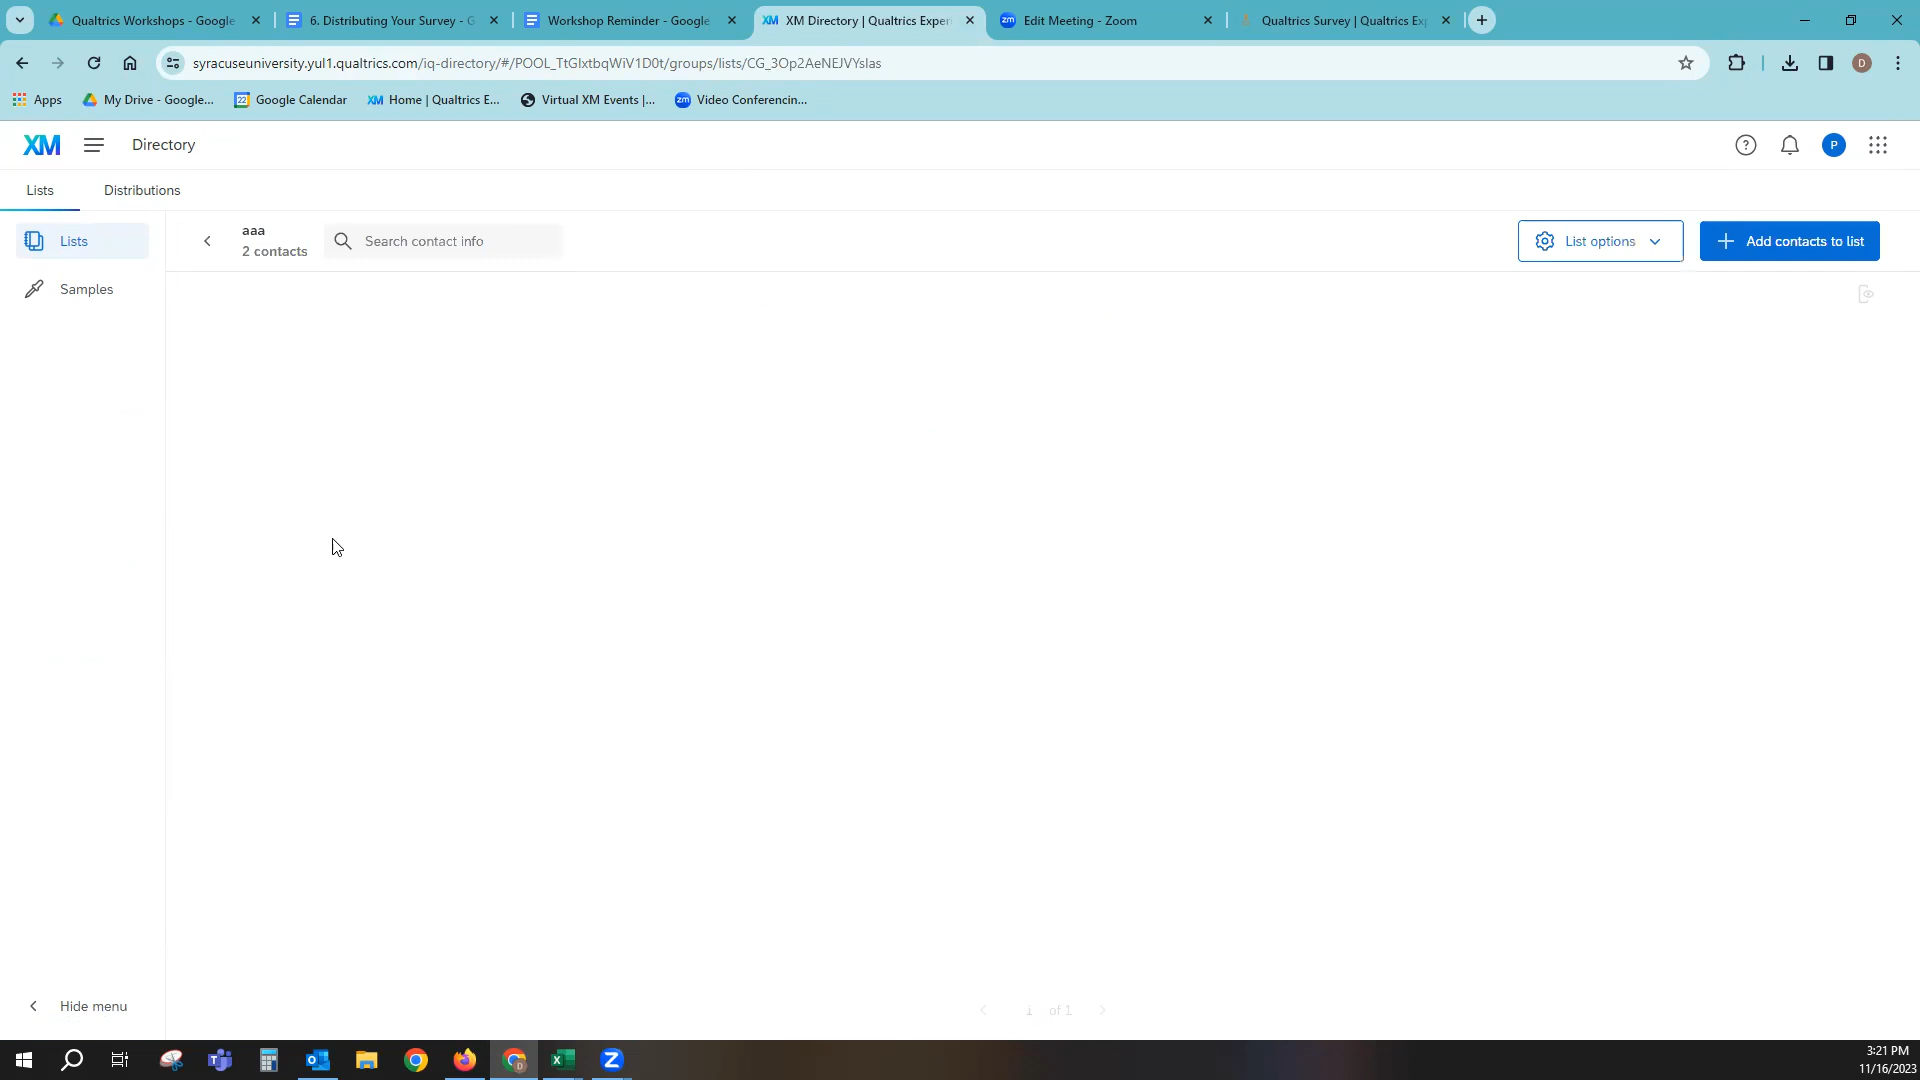 Qualtrics Workshops - Google
6. Distributing Your Survey - G
Workshop Reminder - Google
XM Directory | Qualtrics Experi
Edit Meeting - Zoom
Qualtrics Survey | Qualtrics Exp
syracuseuniversity.yul1.qualtrics.com/iq-directory/#/POOL_TtGlxtbqWiV1D0t/groups/lists/CG_3Op2AeNEJVYslas
D
Apps
My Drive - Google...
Google Calendar
Home | Qualtrics E...
Virtual XM Events |...
Video Conferencin...
XM
Directory
P
Lists
Distributions
Lists
aaa
2 contacts
Search contact info
List options
Add contacts to list
Samples
Hide menu
1 of 1
3:21 PM
11/16/2023